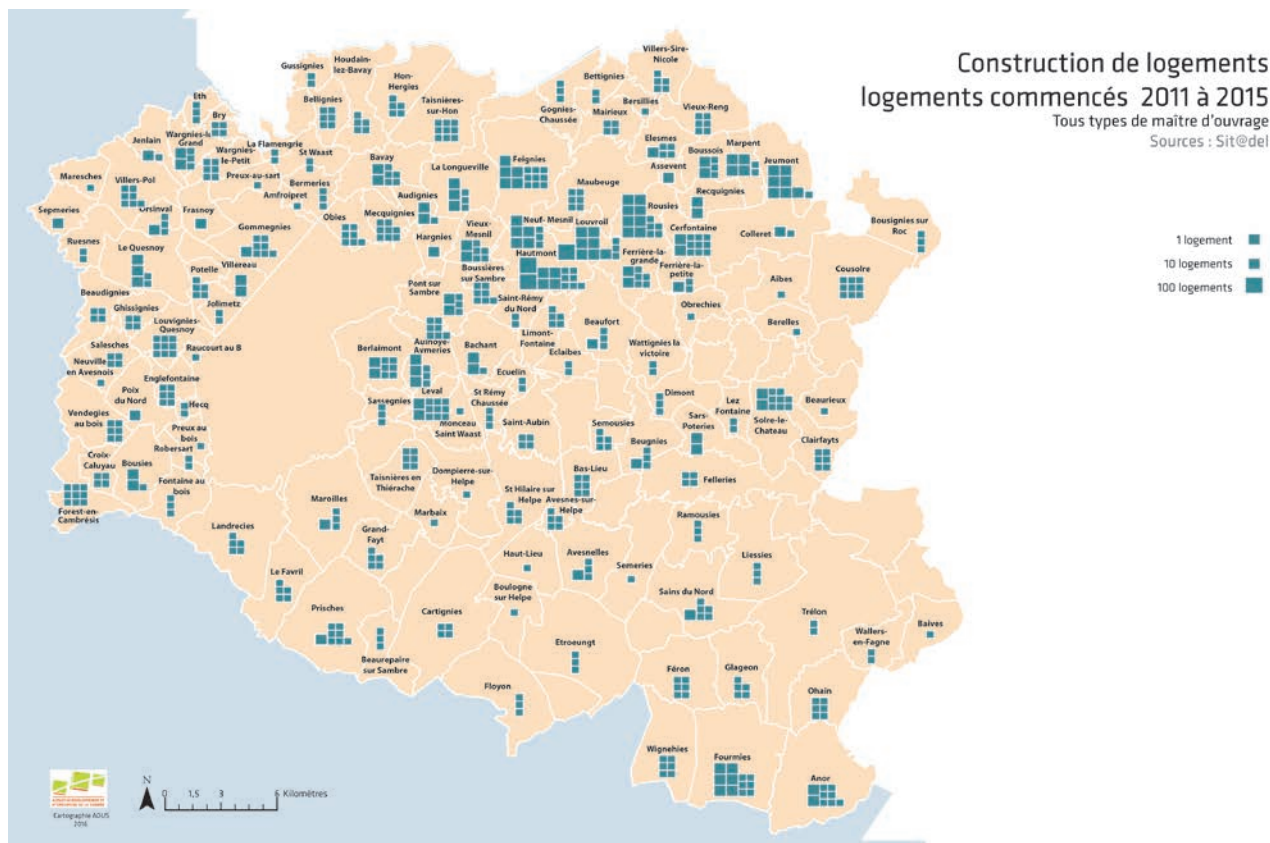 Construction de logements
logements commencés 2011 à 2015
Tous types de maître d'ouvrage
Sources : Sit@del
1 logement
10 logements
100 logements
Villers-Sire-
Nicole
Houdain-
lez-Bavay
Gussignies
Hon-
Hergies
Bettignies
Bersillies
Gognies-
Chaussée
Mairieux
Vieux-Reng
Bellignies
Taisnières-
sur-Hon
Eth
Bry
Wargnies-le
Grand
Wargnies-
le-Petit
La Flamengrie
St Waast
Jenlain
Preux-au-sart
Bavay
La Longueville
Feignies
Elesmes
Assevent
Boussois
Marpent
Jeumont
Maresches
Villers-Pol
Bermeries
Amfroipret
Audignies
Maubeuge
Recquignies
Rousies
Sepmeries
Orsinval
Frasnoy
Gommegnies
Obies
Mecquignies
Vieux-
Mesnil
Neuf- Mesnil
Louvroil
Cerfontaine
Colleret
Bousignies sur
Roc
Ruesnes
Le Quesnoy
Hargnies
Hautmont
Ferrière-la-
grande
Ferrière-la-
petite
Potelle
Villereau
Boussières
sur Sambre
Aibes
Cousolre
Beaudignies
Ghissignies
Jolimetz
Pont sur
Sambre
Saint-Rémy
du Nord
Obrechies
Louvignies-
Quesnoy
Limont-
Fontaine
Beaufort
Berelles
Salesches
Raucourt au B
Neuville
en Avesnois
Berlaimont
Aulnoye-
Aymeries
Bachant
Eclaibes
Wattignies la
victoire
Englefontaine
Ecuelin
Poix
du Nord
Hecq
Sassegnies
Leval
St Rémy
Chaussée
Dimont
Lez
Fontaine
Beaurieux
Vendegies
au bois
Monceau
Saint Waast
Saint-Aubin
Semousies
Sars-
Poteries
Solre-le-
Chateau
Preux au
bois
Robersart
Beugnies
Clairfayts
Croix-
Caluyau
Bousies
Taisnières en
Thiérache
Dompierre-sur-
Helpe
Bas-Lieu
Felleries
Fontaine au
bois
Forest-en-
Cambrésis
Maroilles
St Hilaire sur
Helpe
Avesnes-sur-
Helpe
Marbaix
Ramousies
Landrecies
Grand-
Fayt
Haut-Lieu
Avesnelles
Semeries
Liessies
Le Favril
Boulogne
sur Helpe
Sains du Nord
Prisches
Cartignies
Trélon
Baives
Wallers-
en-Fagne
Beaurepaire
sur Sambre
Etroeungt
Féron
Glageon
Floyon
Ohain
Wignehies
Fourmies
Anor
N
0 1,5 3 6 Kilomètres
Cartographie ADUS
2016